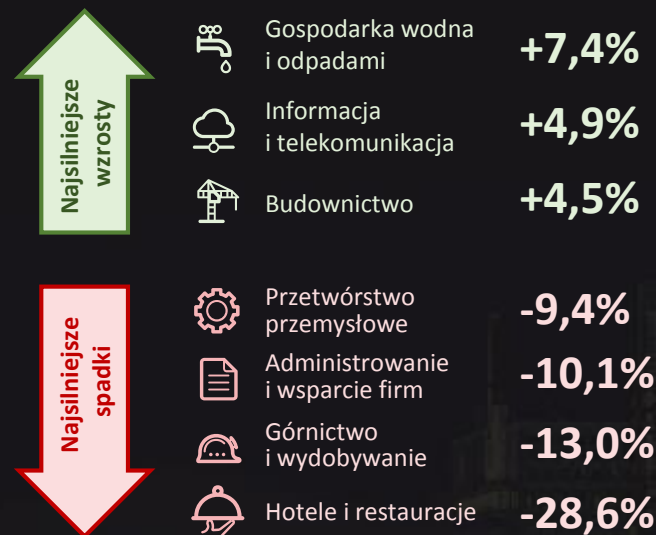 Najsilniejsze
wzrosty
Gospodarka wodna
i odpadami
+7,4%
Informacja
i telekomunikacja
+4,9%
Budownictwo
+4,5%
Najsilniejsze
spadki
Przetwórstwo
przemysłowe
-9,4%
Administrowanie
i wsparcie firm
-10,1%
Górnictwo
i wydobywanie
-13,0%
Hotele i restauracje
-28,6%